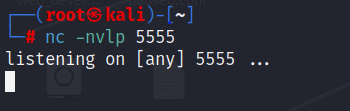 ┌──(root㉿kali)-[~]
└─# nc -nvlp 5555
listening on [any] 5555 ...